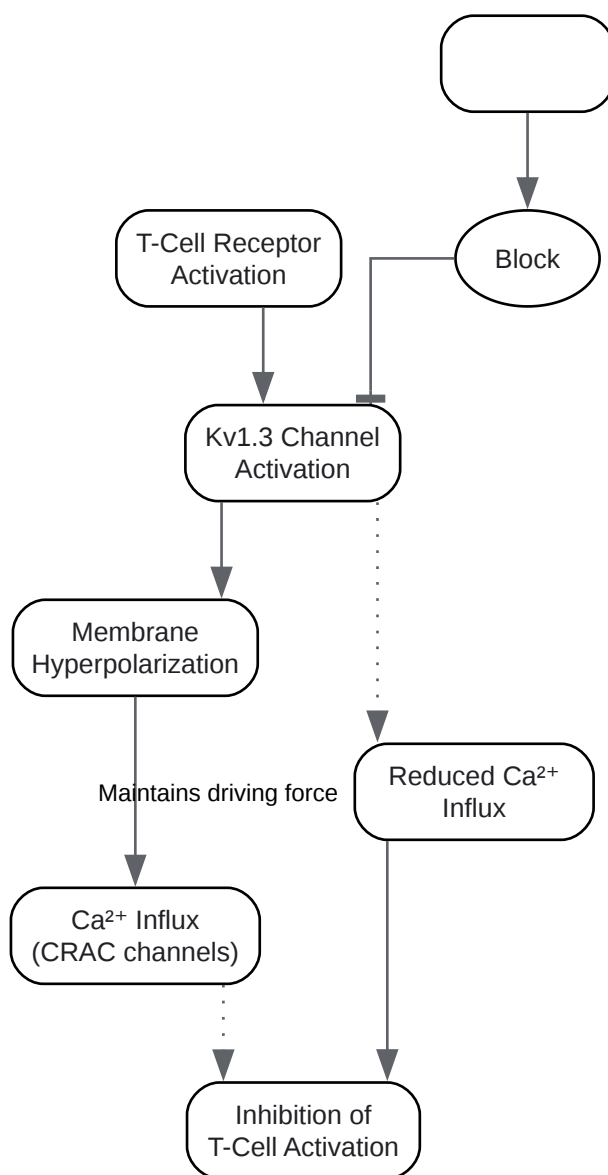 T-Cell Receptor
Activation
Block
Kv1.3 Channel
Activation
Membrane
Hyperpolarization
Maintains driving force
Reduced Ca²⁺
Influx
Ca²⁺ Influx
(CRAC channels)
Inhibition of
T-Cell Activation